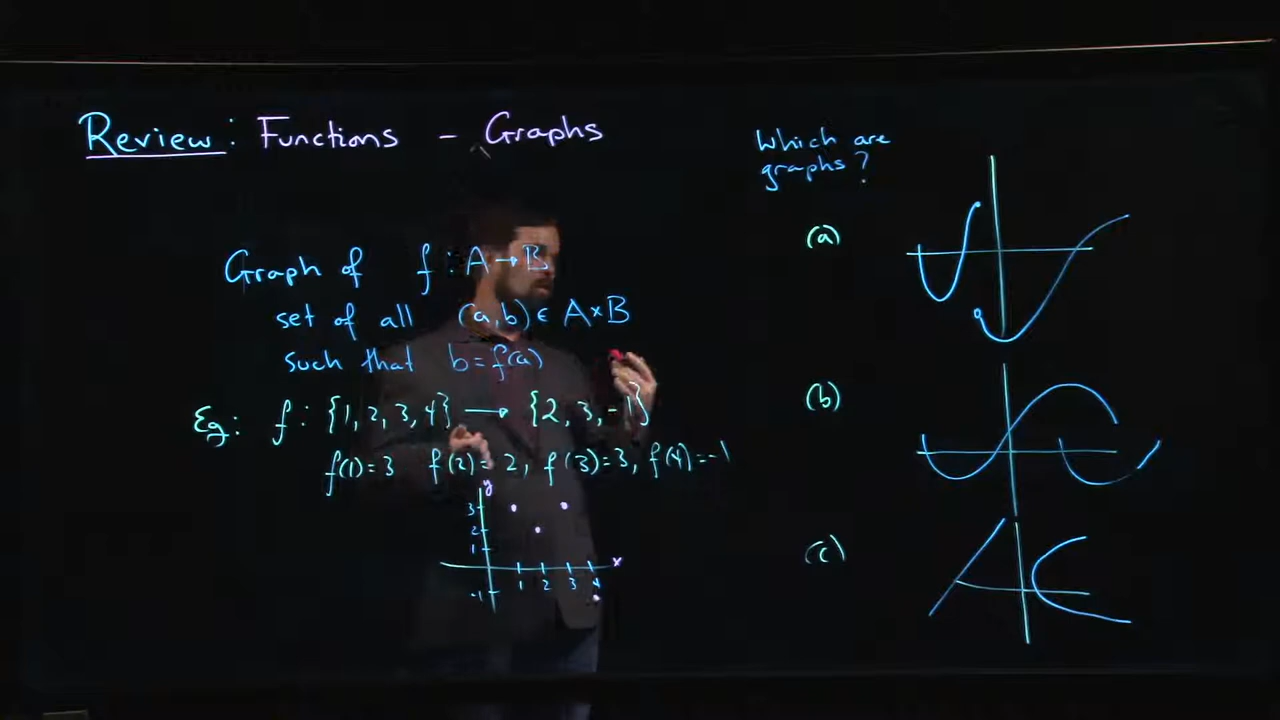 Review: Functions - Graphs
Graph of f : A → B
set of all (a,b) ∈ A×B
such that b=f(a)
Eg: f : {1, 2, 3, 4} → {2, 3, -1}
f(1)=3 f(2)=2, f(3)=3, f(4)=-1
y
3
2
1
-1
1 2 3 4
x
Which are
graphs?
(a)
(b)
(c)